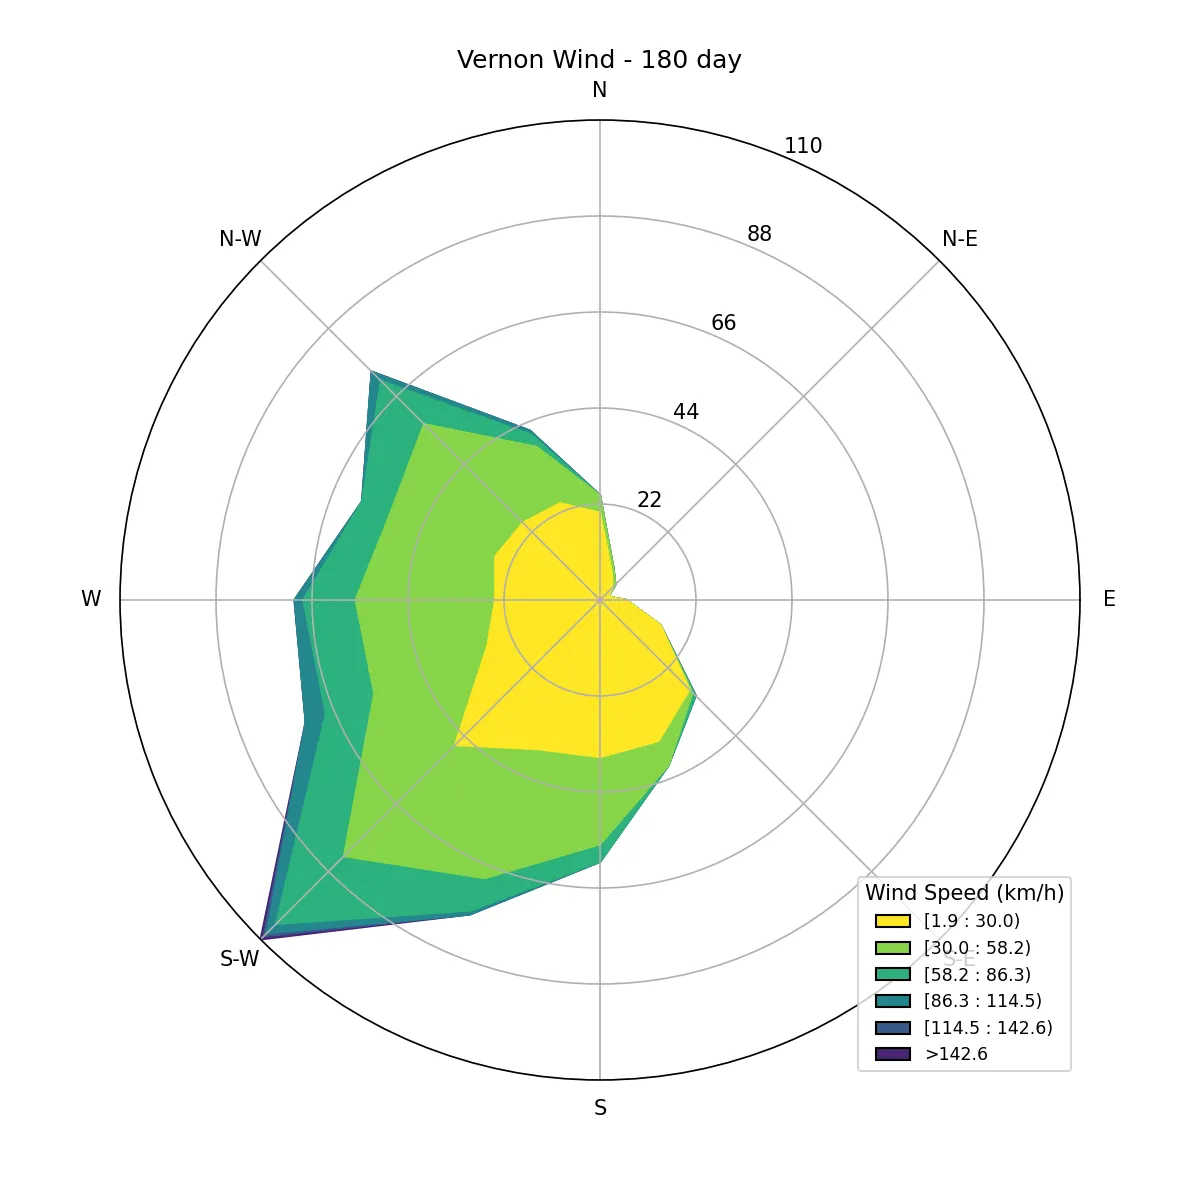 Vernon Wind - 180 day
N
110
88
N-W
N-E
66
44
22
W
E
Wind Speed (km/h)
[1.9 : 30.0)
[30.0 : 58.2)
S-W
S-E
[58.2 : 86.3)
[86.3 : 114.5)
[114.5 : 142.6)
>142.6
S